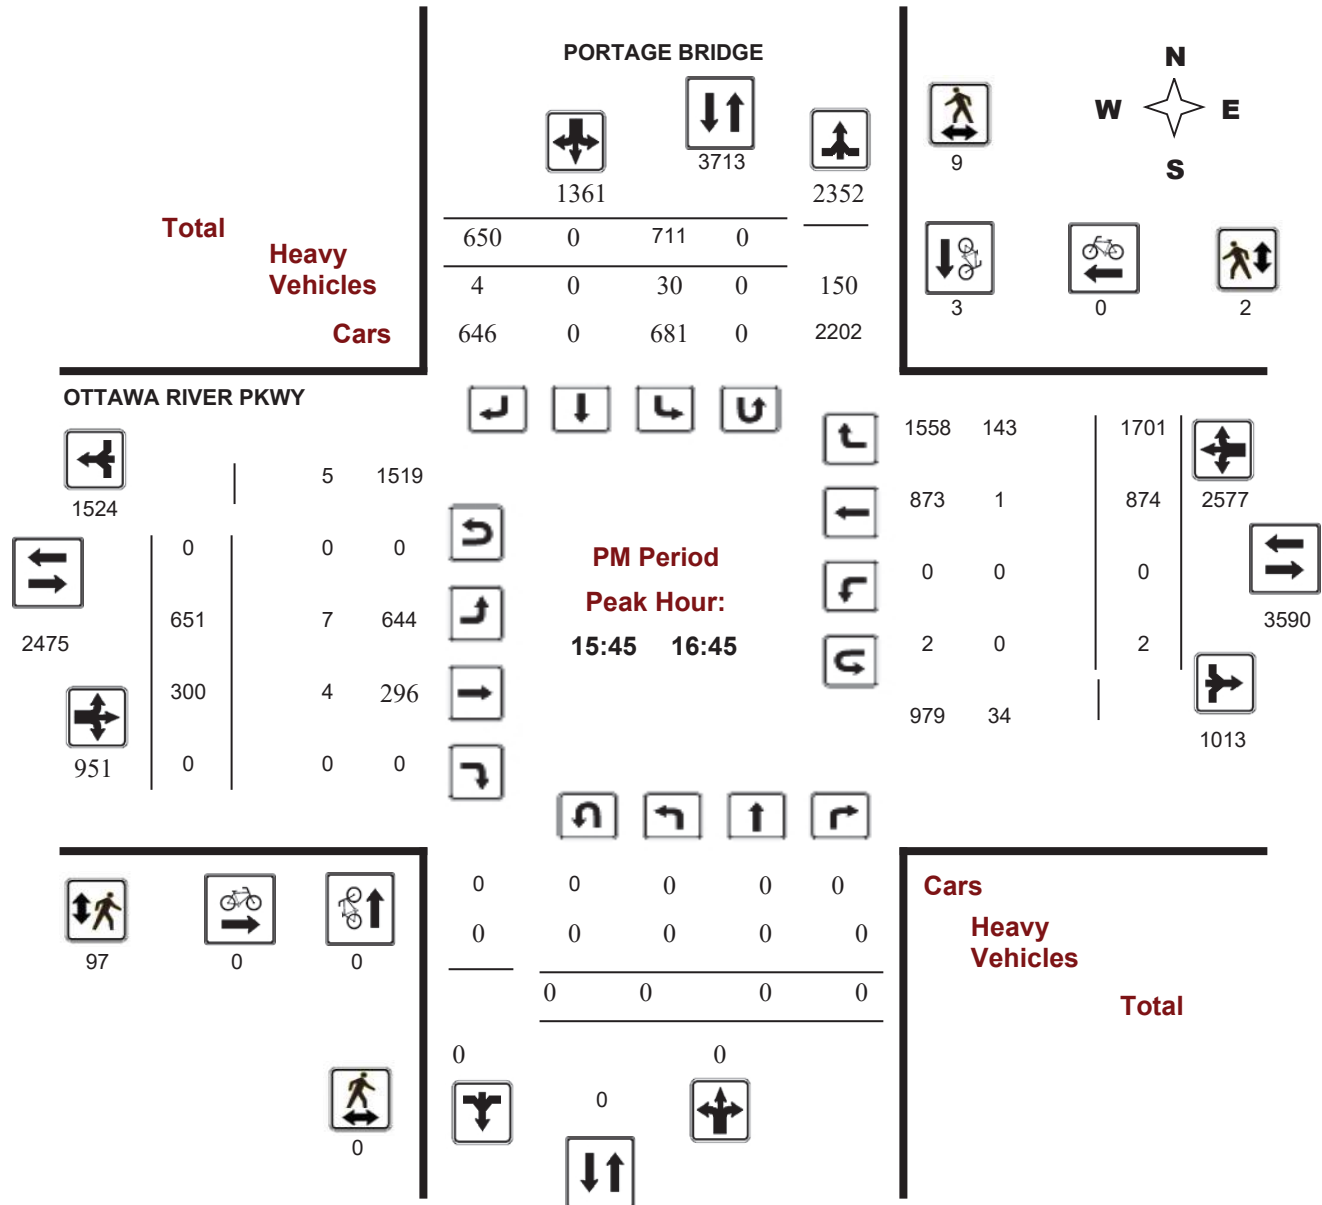 PORTAGE BRIDGE
N
W E
S
3713
9
1361
2352
Total
650 0 711 0
Heavy
Vehicles
4 0 30 0 150
3 0 2
Cars
646 0 681 0 2202
OTTAWA RIVER PKWY
1558 143 1701
5 1519
1524
873 1 874 2577
0 0 0
PM Period
0 0 0
Peak Hour:
651 7 644
3590
2475
15:45 16:45
2 0 2
300 4 296
979 34
1013
951
0 0 0
0 0 0 0 0
Cars
0 0 0 0 0
Heavy
Vehicles
97 0 0
0 0 0 0
Total
0 0
0
0